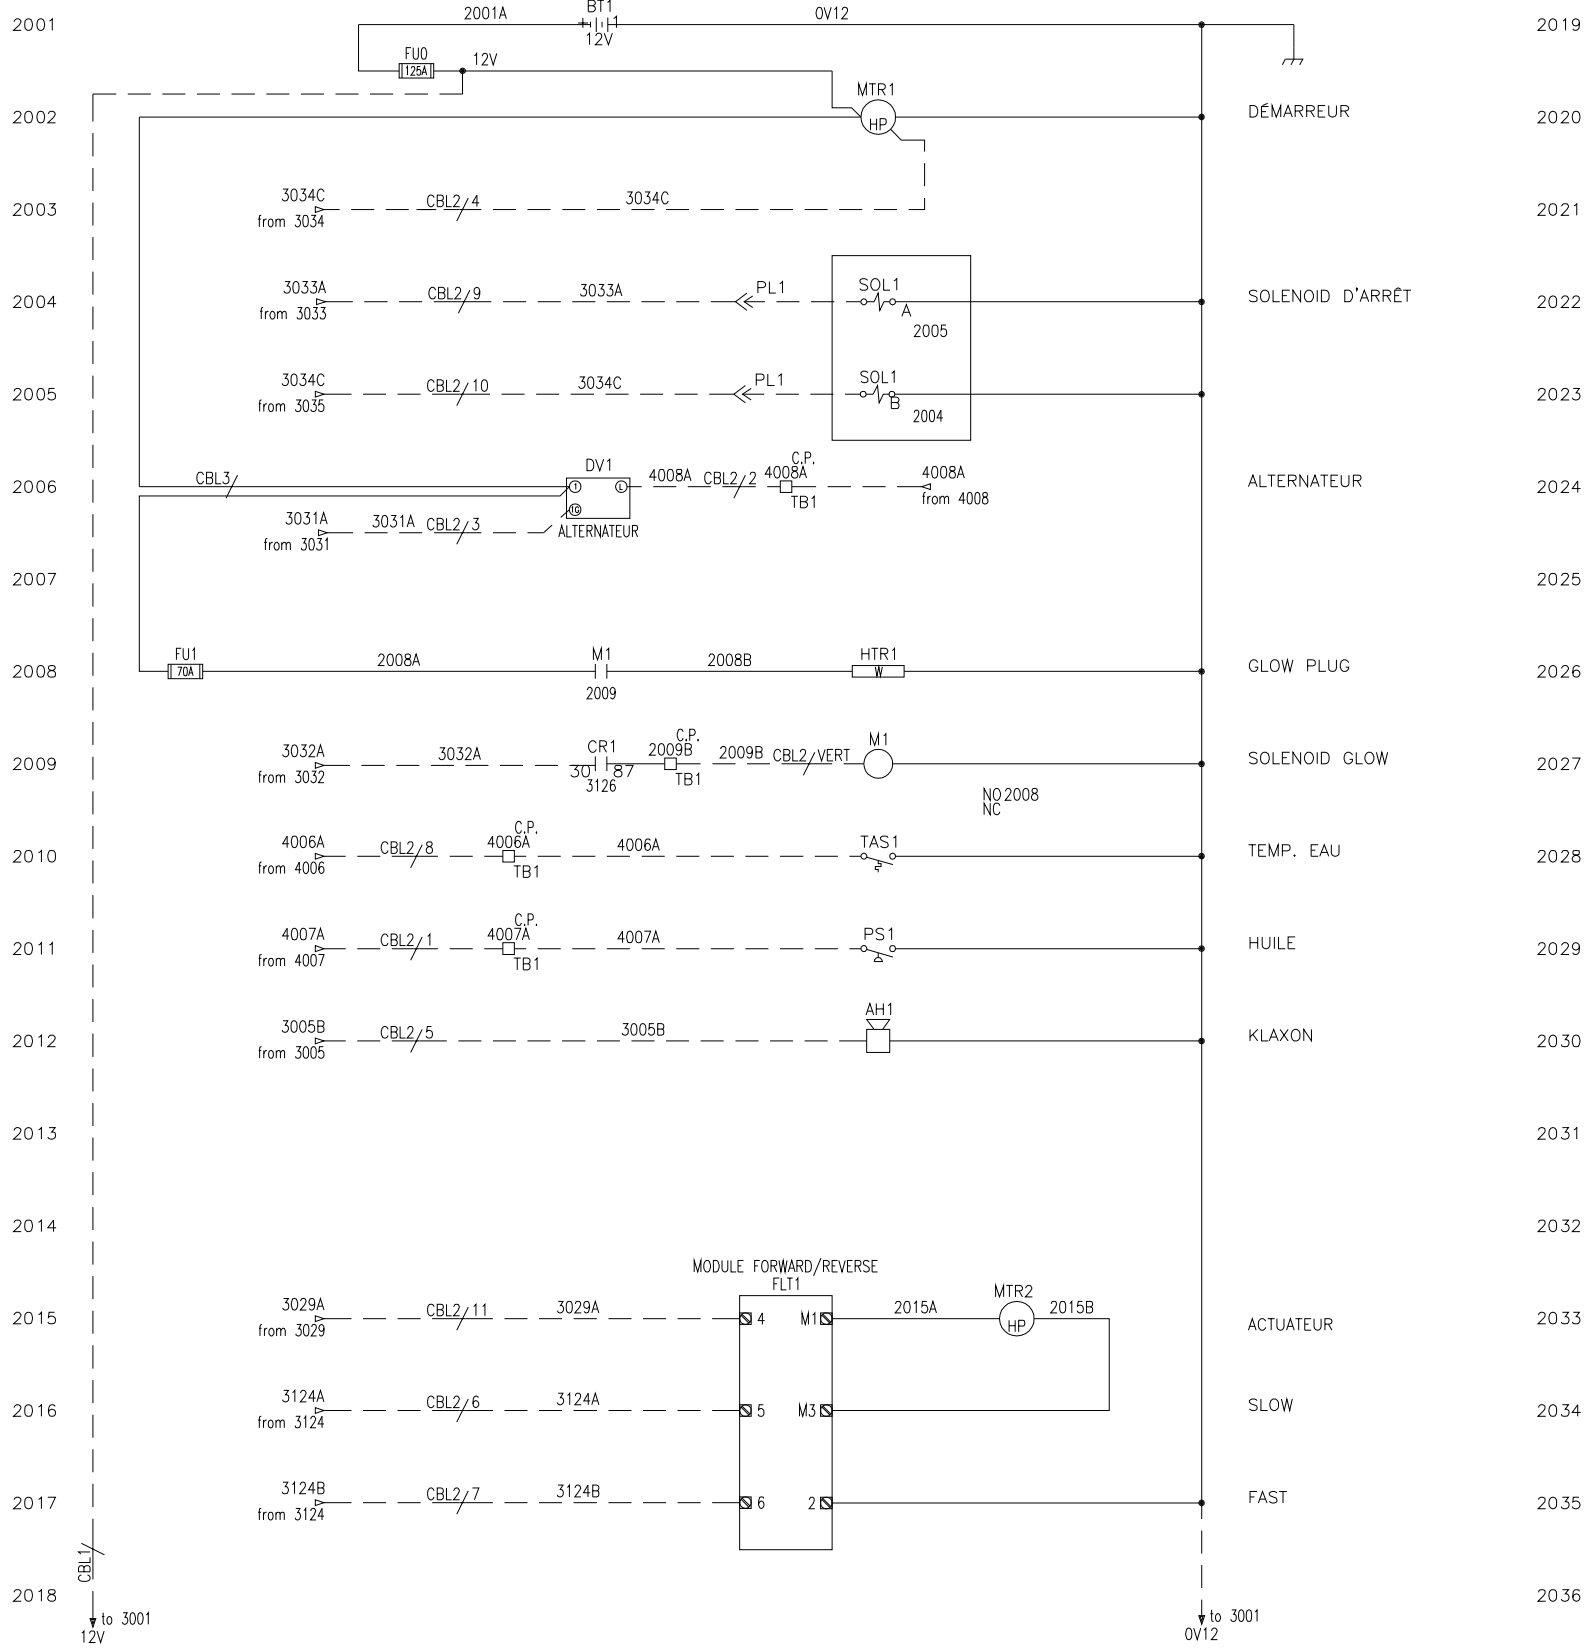 2001 2001A BT1 0V12 2019
+ 1
12V
FU0 12V
125A
MTR1
2002 HP DÉMARREUR 2020
3034C CBL2/4 3034C
2003 2021
from 3034
3033A CBL2/9 3033A PL1 SOL1 SOLENOID D'ARRÊT
2004 2022
from 3033 A
2005
3034C CBL2/10 3034C PL1 SOL1
2005 2023
from 3035 B
2004
C.P.
CBL3 DV1 4008A CBL2/2 4008A 4008A ALTERNATEUR
2006 1 L 2024
TB1 from 4008
IG
3031A 3031A CBL2/3 ALTERNATEUR
from 3031
2007 2025
FU1 2008A M1 2008B HTR1 GLOW PLUG
2008 70A W 2026
2009
C.P.
3032A 3032A CR1 2009B 2009B CBL2/VERT M1 SOLENOID GLOW
2009 2027
from 3032 30 87 TB1
3126
NO 2008
NC
C.P.
4006A CBL2/8 4006A 4006A TAS1 TEMP. EAU
2010 2028
from 4006 TB1
C.P.
4007A CBL2/1 4007A 4007A PS1 HUILE
2011 2029
from 4007 TB1
AH1
3005B CBL2/5 3005B KLAXON
2012 2030
from 3005
2013 2031
2014 2032
MODULE FORWARD/REVERSE
FLT1
MTR2
3029A CBL2/11 3029A 2015A 2015B
2015 4 M1 HP ACTUATEUR 2033
from 3029
3124A CBL2/6 3124A SLOW
2016 5 M3 2034
from 3124
3124B CBL2/7 3124B FAST
2017 6 2 2035
from 3124
CBL1
2018 2036
to 3001 to 3001
12V 0V12